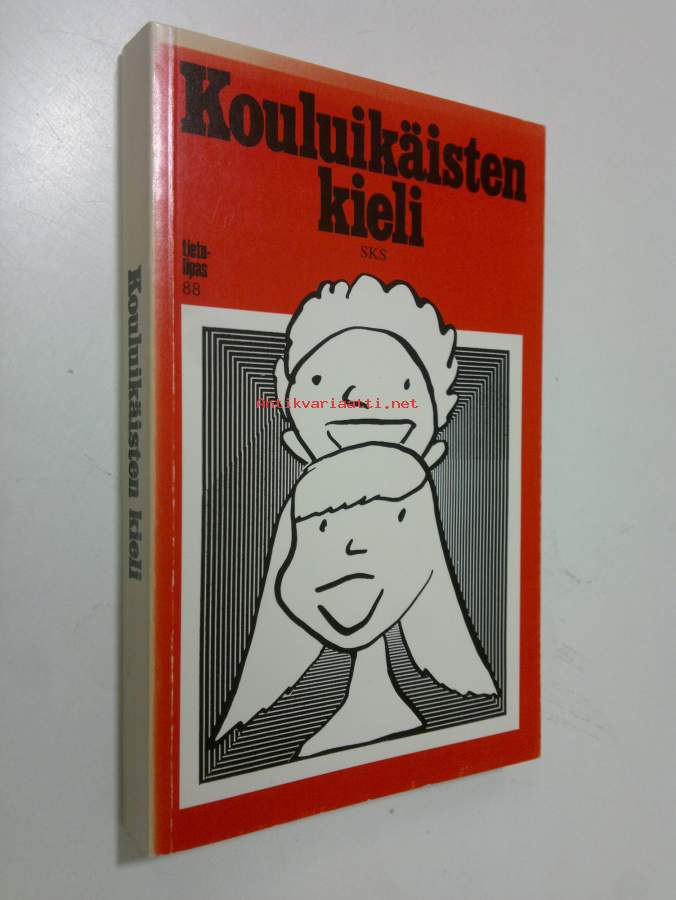 Kouluikäisten
kieli
SKS
Tieto-
lipas
88
Antikvariaatti.net
Kouluikäisten kieli